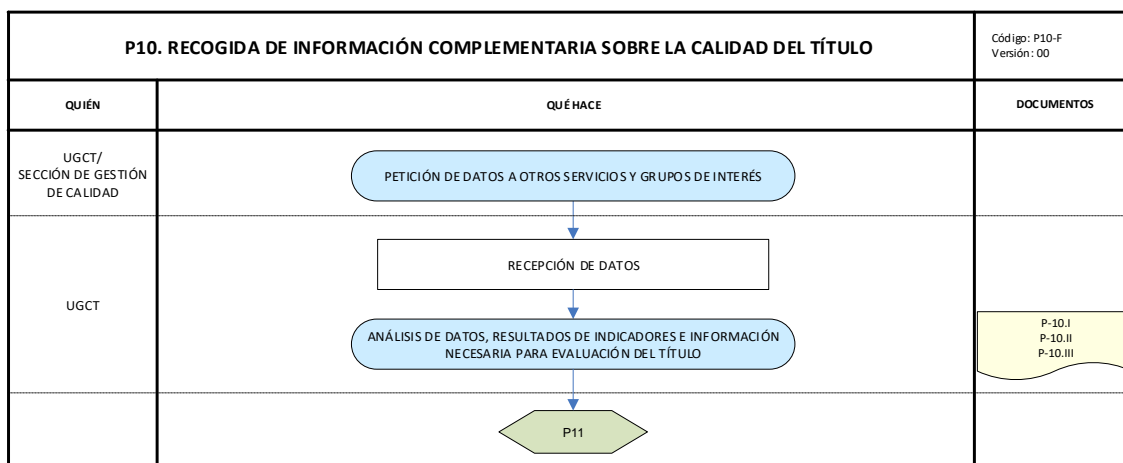 P10. RECOGIDA DE INFORMACIÓN COMPLEMENTARIA SOBRE LA CALIDAD DEL TÍTULO
Código: P10-F
Versión: 00
QUIÉN
QUÉ HACE
DOCUMENTOS
UGCT/
SECCIÓN DE GESTIÓN
DE CALIDAD
PETICIÓN DE DATOS A OTROS SERVICIOS Y GRUPOS DE INTERÉS
UGCT
RECEPCIÓN DE DATOS
ANÁLISIS DE DATOS, RESULTADOS DE INDICADORES E INFORMACIÓN
NECESARIA PARA EVALUACIÓN DEL TÍTULO
P-10.I
P-10.II
P-10.III
P11